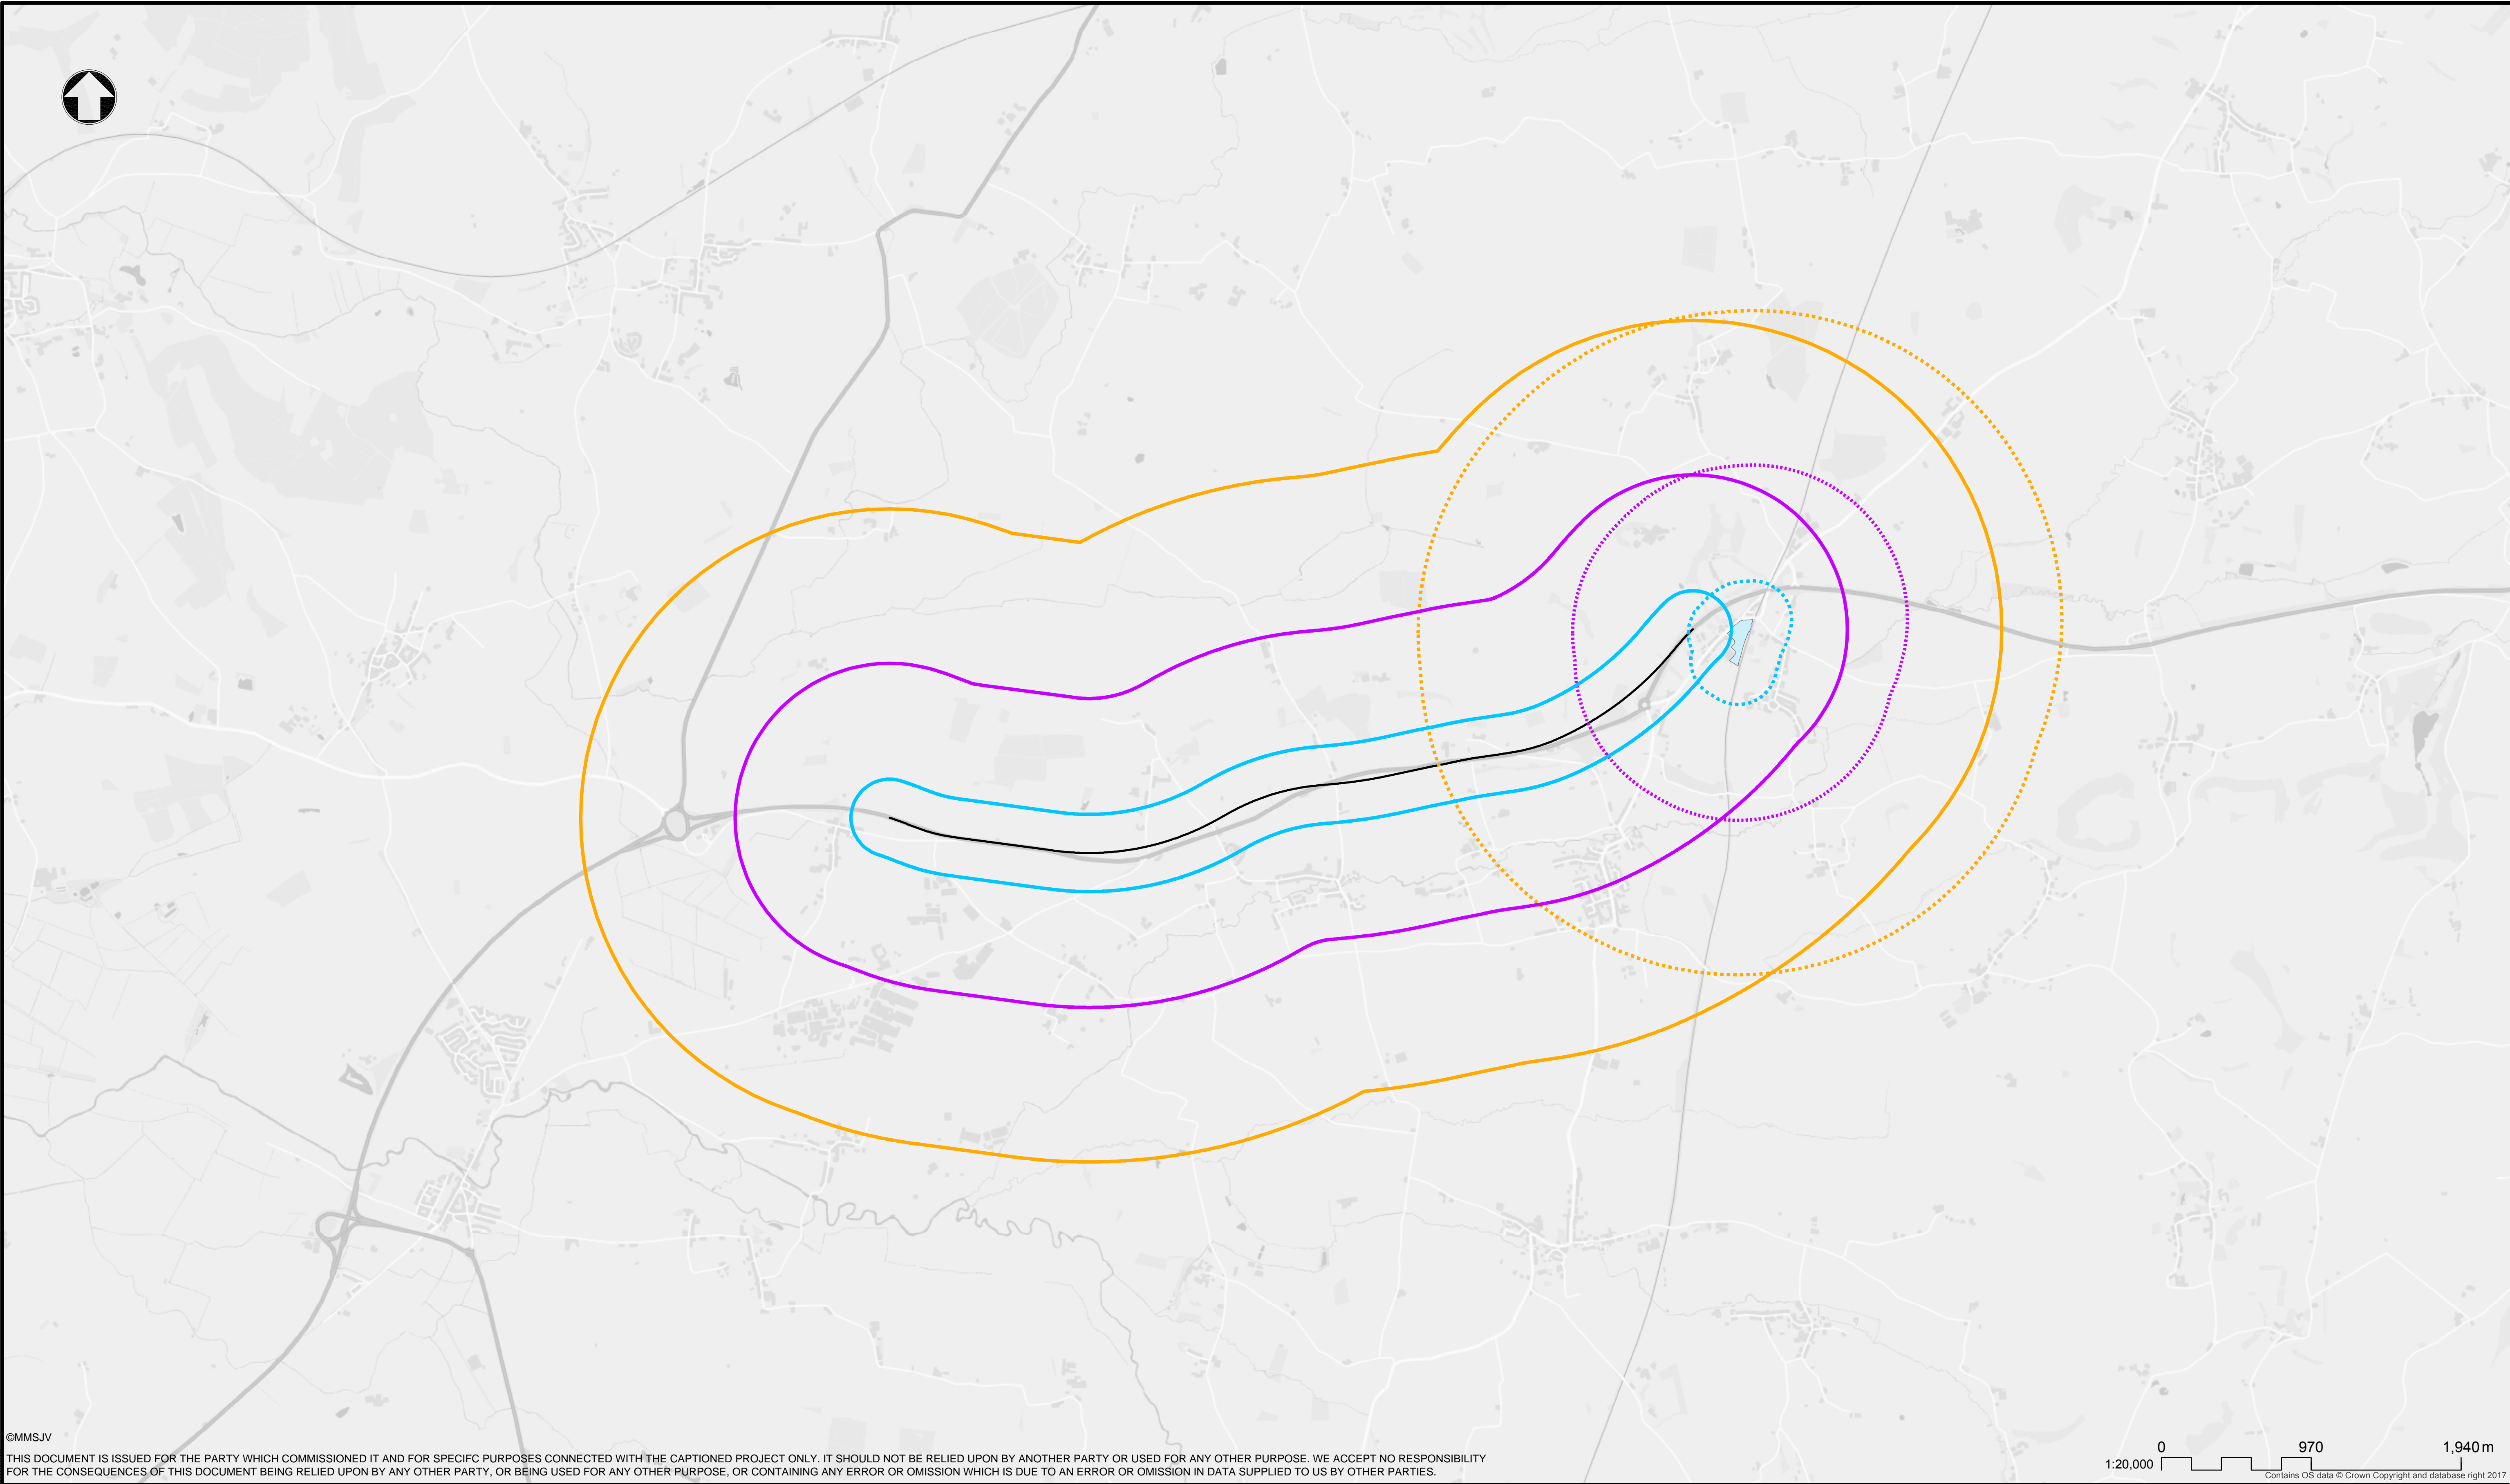 ©MMSJV
THIS DOCUMENT IS ISSUED FOR THE PARTY WHICH COMMISSIONED IT AND FOR SPECIFC PURPOSES CONNECTED WITH THE CAPTIONED PROJECT ONLY. IT SHOULD NOT BE RELIED UPON BY ANOTHER PARTY OR USED FOR ANY OTHER PURPOSE. WE ACCEPT NO RESPONSIBILITY
FOR THE CONSEQUENCES OF THIS DOCUMENT BEING RELIED UPON BY ANY OTHER PARTY, OR BEING USED FOR ANY OTHER PURPOSE, OR CONTAINING ANY ERROR OR OMISSION WHICH IS DUE TO AN ERROR OR OMISSION IN DATA SUPPLIED TO US BY OTHER PARTIES.
0 970 1,940 m
1:20,000
Contains OS data © Crown Copyright and database right 2017